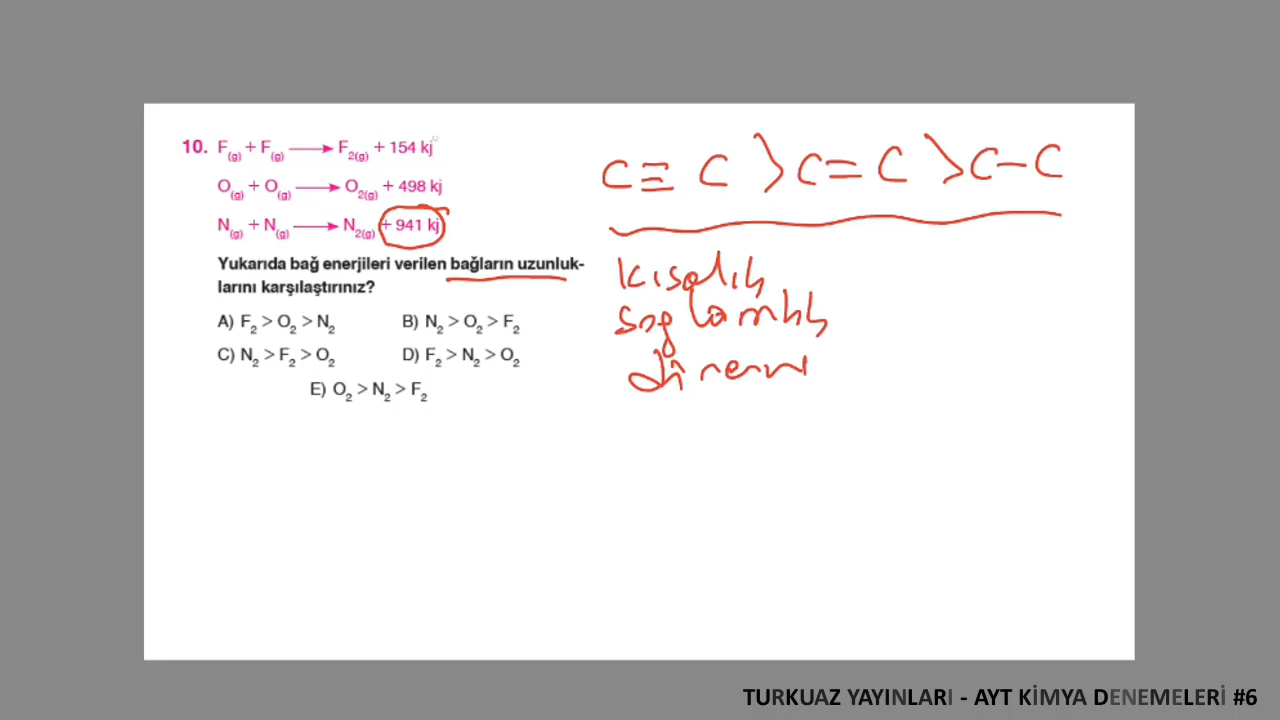 10. F(g) + F(g) ⟶ F2(g) + 154 kj
O(g) + O(g) ⟶ O2(g) + 498 kj
N(g) + N(g) ⟶ N2(g) + 941 kj
Yukarıda bağ enerjileri verilen bağların uzunluk-
larını karşılaştırınız?
A) F2 > O2 > N2
B) N2 > O2 > F2
C) N2 > F2 > O2
D) F2 > N2 > O2
E) O2 > N2 > F2
C≡C > C=C > C-C
kısalık
sağlamlık
TURKUAZ YAYINLARI - AYT KİMYA DENEMELERİ #6